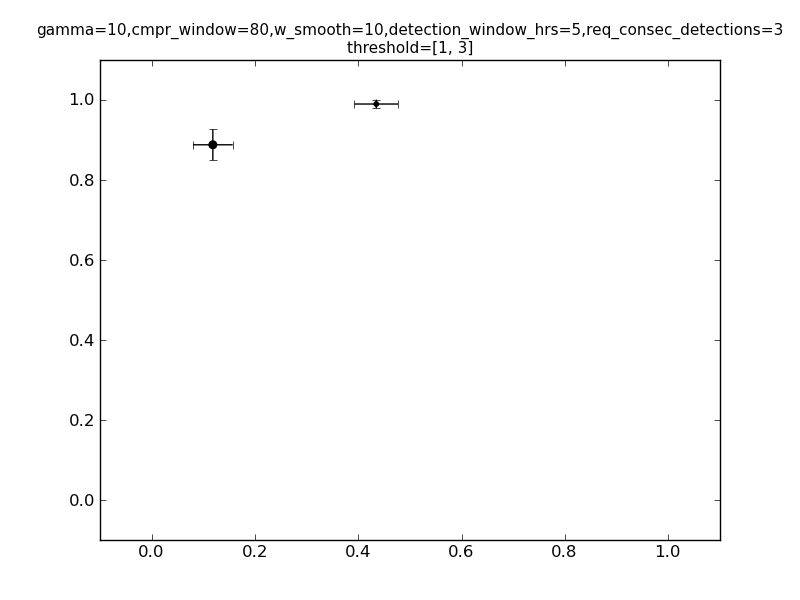 gamma=10,cmpr_window=80,w_smooth=10,detection_window_hrs=5,req_consec_detections=3
threshold=[1, 3]
1.0
0.8
0.6
0.4
0.2
0.0
0.0 0.2 0.4 0.6 0.8 1.0